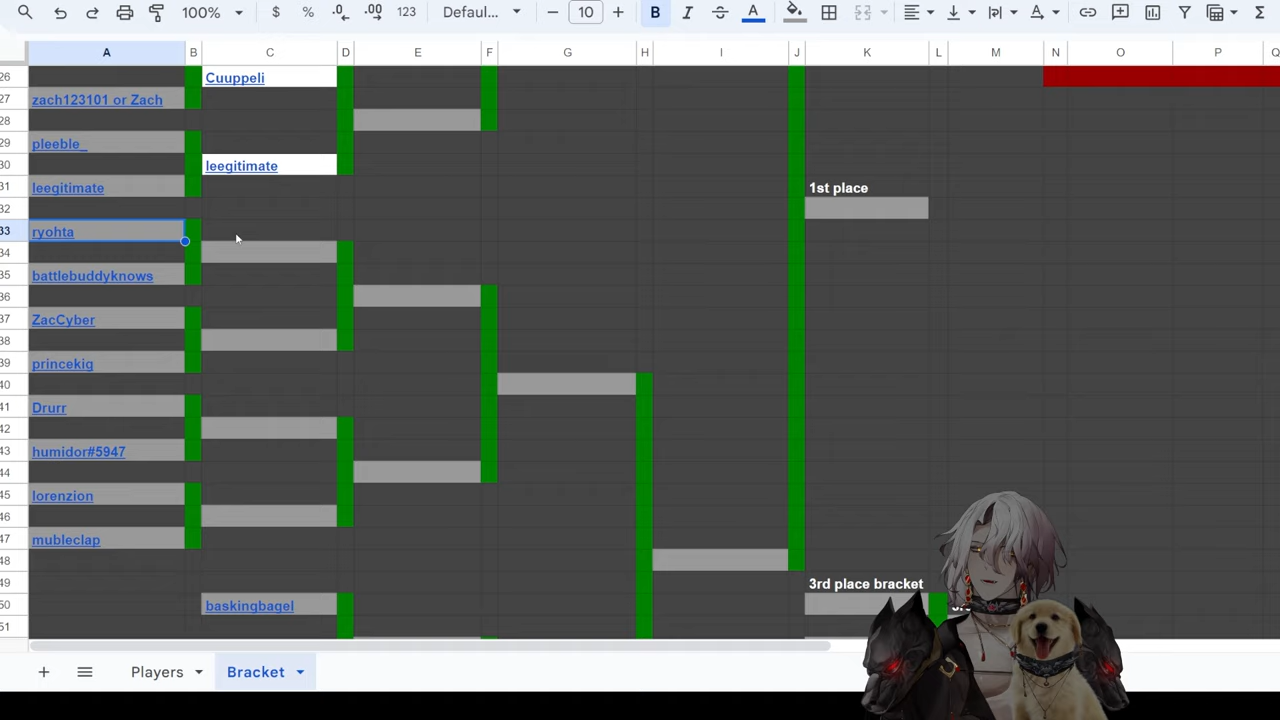 100% $ % .0 .00 123 Defaul... 10 B I A A Σ
A B C D E F G H I J K L M N O P
26 Cuuppeli
27 zach123101 or Zach
28
29 pleeble_
30 leegitimate
31 leegitimate 1st place
32
33 ryohta
34
35 battlebuddyknows
36
37 ZacCyber
38
39 princekig
40
41 Drurr
42
43 humidor#5947
44
45 lorenzion
46
47 mubleclap
48
49 3rd place bracket
50 baskingbagel
51
+ Players Bracket